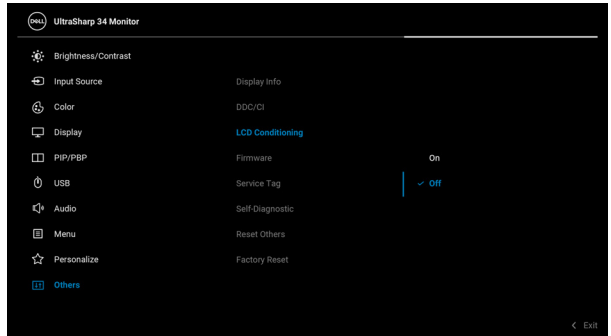 DELL UltraSharp 34 Monitor
Brightness/Contrast
Input Source
Display Info
Color
DDC/CI
Display
LCD Conditioning
PIP/PBP
Firmware
On
USB
Service Tag
Off
Audio
Self-Diagnostic
Menu
Reset Others
Personalize
Factory Reset
Others
Exit